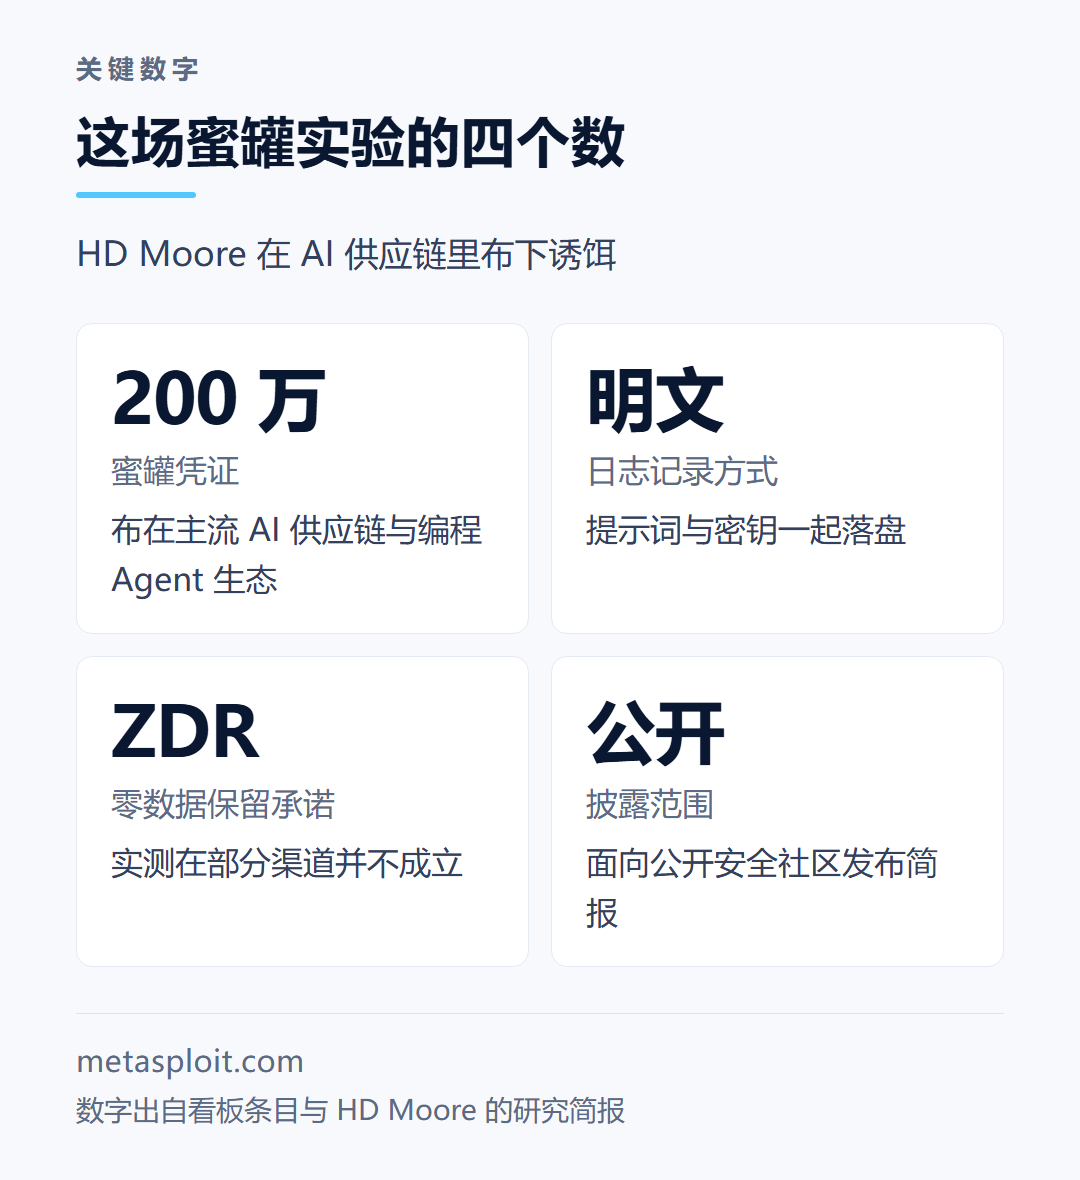 关键数字
这场蜜罐实验的四个数
HD Moore 在 AI 供应链里布下诱饵
200 万
蜜罐凭证
布在主流 AI 供应链与编程
Agent 生态
明文
日志记录方式
提示词与密钥一起落盘
ZDR
零数据保留承诺
实测在部分渠道并不成立
公开
披露范围
面向公开安全社区发布简
报
metasploit.com
数字出自看板条目与 HD Moore 的研究简报